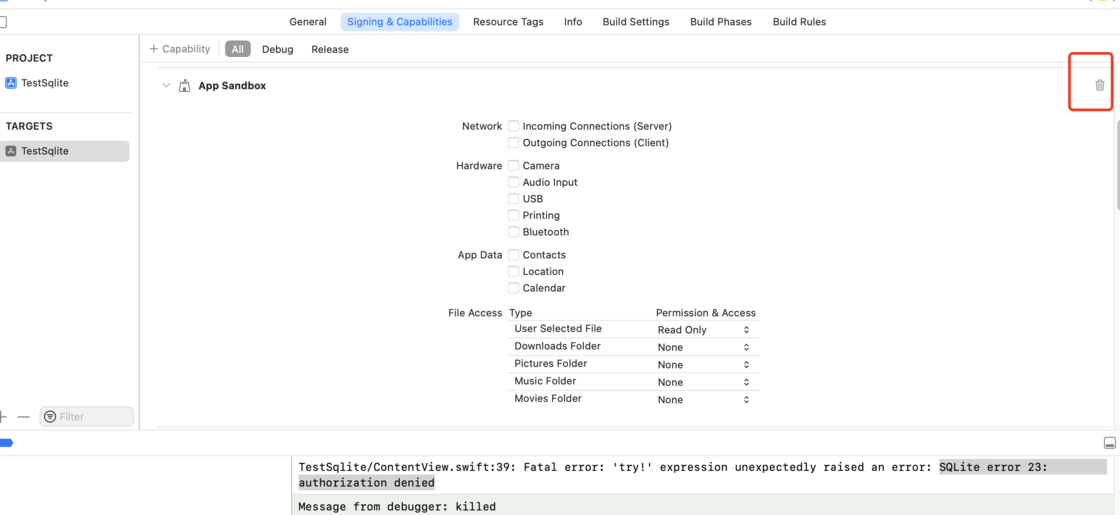 General Signing & Capabilities Resource Tags Info Build Settings Build Phases Build Rules
PROJECT
TestSqlite
TARGETS
TestSqlite
Filter
+ Capability All Debug Release
App Sandbox
Network Incoming Connections (Server)
Outgoing Connections (Client)
Hardware Camera
Audio Input
USB
Printing
Bluetooth
App Data Contacts
Location
Calendar
File Access Type Permission & Access
User Selected File Read Only
Downloads Folder None
Pictures Folder None
Music Folder None
Movies Folder None
TestSqlite/ContentView.swift:39: Fatal error: 'try!' expression unexpectedly raised an error: SQLite error 23:
authorization denied
Message from debugger: killed